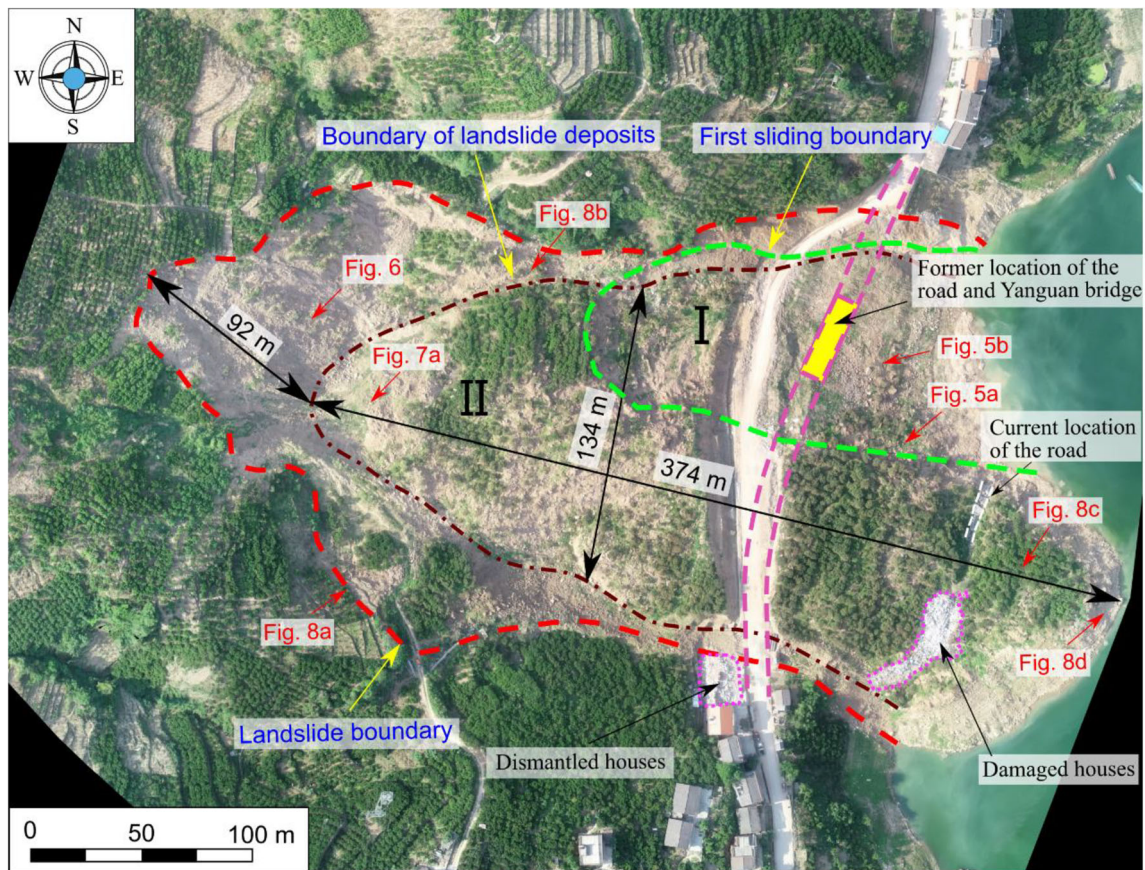 N
W E
S
Boundary of landslide deposits
First sliding boundary
Fig. 8b
Fig. 6
Former location of the
road and Yanguan bridge
I
92 m
Fig. 7a
Fig. 5b
II
Fig. 5a
134 m
Current location
of the road
374 m
Fig. 8c
Fig. 8a
Fig. 8d
Landslide boundary
Dismantled houses
Damaged houses
0 50 100 m